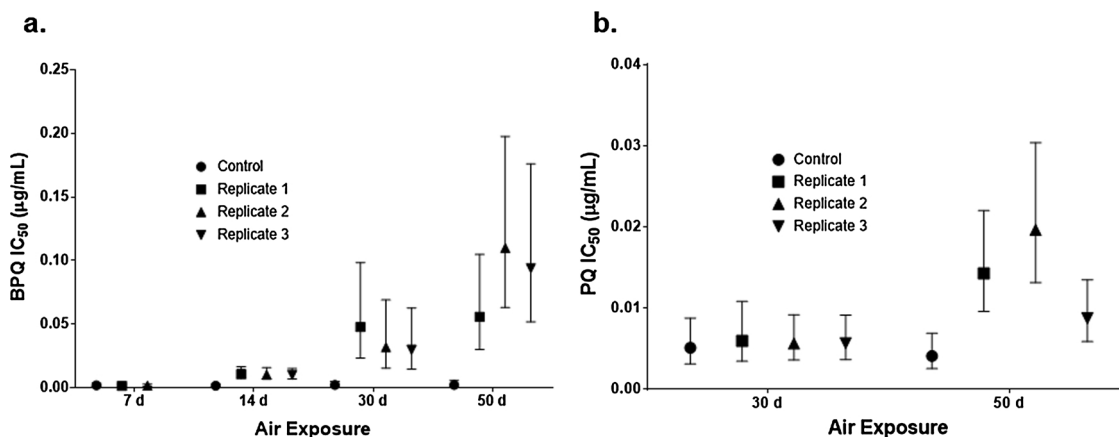 a.
BPQ IC50 (µg/mL)
0.25
0.20
0.15
0.10
0.05
0.00
Control
Replicate 1
Replicate 2
Replicate 3
7 d
14 d
30 d
50 d
Air Exposure
b.
PQ IC50 (µg/mL)
0.04
0.03
0.02
0.01
0.00
Control
Replicate 1
Replicate 2
Replicate 3
30 d
50 d
Air Exposure